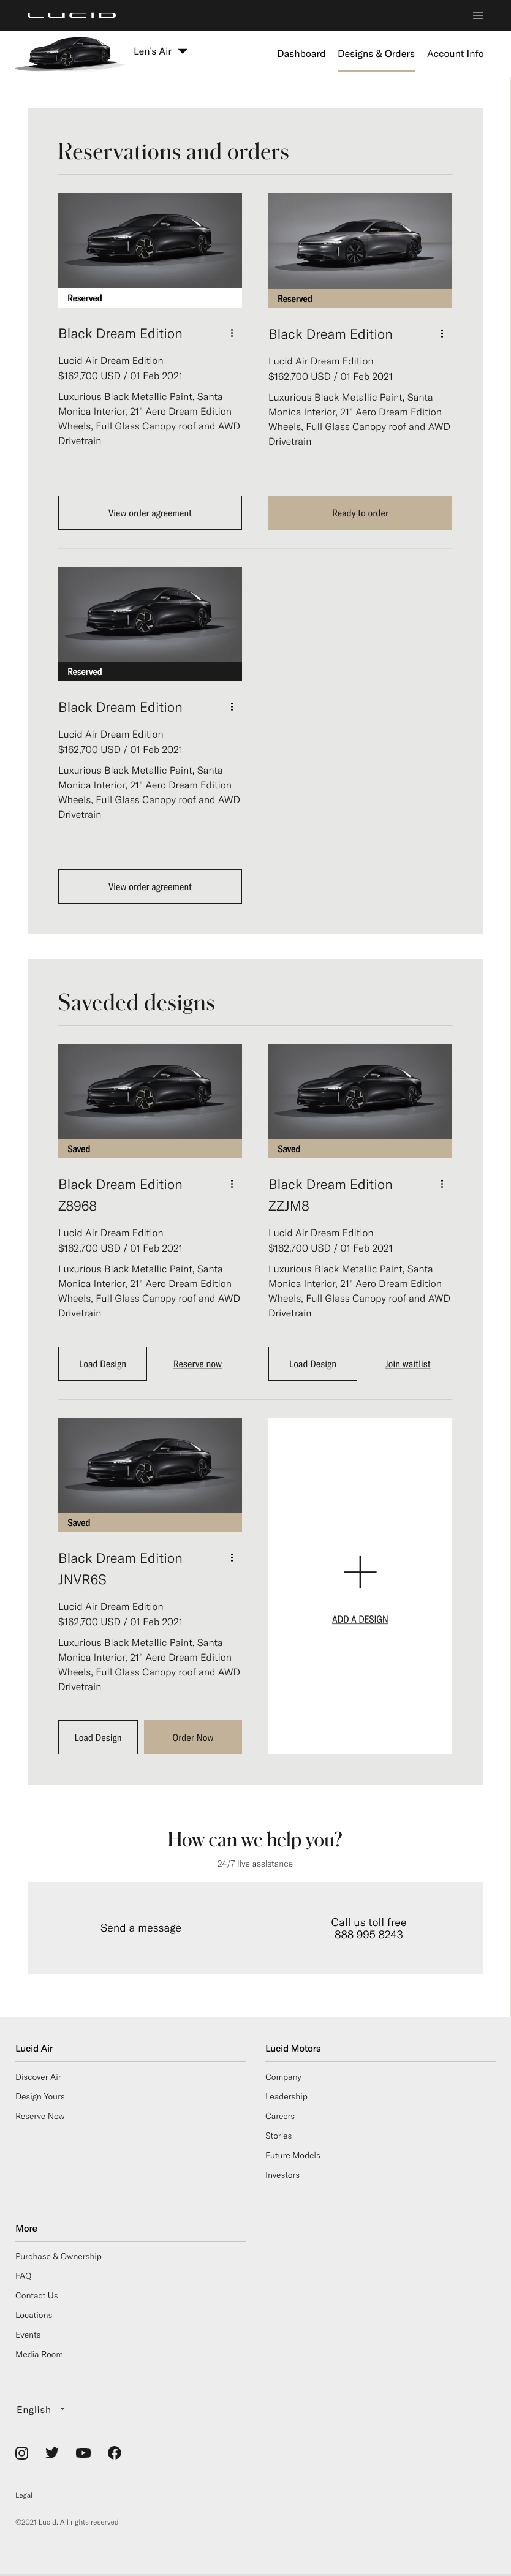 LUCID
Len's Air
Dashboard
Designs & Orders
Account Info
Reservations and orders
Reserved
Black Dream Edition
Lucid Air Dream Edition
$162,700 USD / 01 Feb 2021
Luxurious Black Metallic Paint, Santa
Monica Interior, 21" Aero Dream Edition
Wheels, Full Glass Canopy roof and AWD
Drivetrain
View order agreement
Reserved
Black Dream Edition
Lucid Air Dream Edition
$162,700 USD / 01 Feb 2021
Luxurious Black Metallic Paint, Santa
Monica Interior, 21" Aero Dream Edition
Wheels, Full Glass Canopy roof and AWD
Drivetrain
Ready to order
Reserved
Black Dream Edition
Lucid Air Dream Edition
$162,700 USD / 01 Feb 2021
Luxurious Black Metallic Paint, Santa
Monica Interior, 21" Aero Dream Edition
Wheels, Full Glass Canopy roof and AWD
Drivetrain
View order agreement
Saveded designs
Saved
Black Dream Edition
Z8968
Lucid Air Dream Edition
$162,700 USD / 01 Feb 2021
Luxurious Black Metallic Paint, Santa
Monica Interior, 21" Aero Dream Edition
Wheels, Full Glass Canopy roof and AWD
Drivetrain
Load Design
Reserve now
Saved
Black Dream Edition
ZZJM8
Lucid Air Dream Edition
$162,700 USD / 01 Feb 2021
Luxurious Black Metallic Paint, Santa
Monica Interior, 21" Aero Dream Edition
Wheels, Full Glass Canopy roof and AWD
Drivetrain
Load Design
Join waitlist
Saved
Black Dream Edition
JNVR6S
Lucid Air Dream Edition
$162,700 USD / 01 Feb 2021
Luxurious Black Metallic Paint, Santa
Monica Interior, 21" Aero Dream Edition
Wheels, Full Glass Canopy roof and AWD
Drivetrain
Load Design
Order Now
ADD A DESIGN
How can we help you?
24/7 live assistance
Send a message
Call us toll free
888 995 8243
Lucid Air
Discover Air
Design Yours
Reserve Now
Lucid Motors
Company
Leadership
Careers
Stories
Future Models
Investors
More
Purchase & Ownership
FAQ
Contact Us
Locations
Events
Media Room
English
Legal
©2021 Lucid. All rights reserved